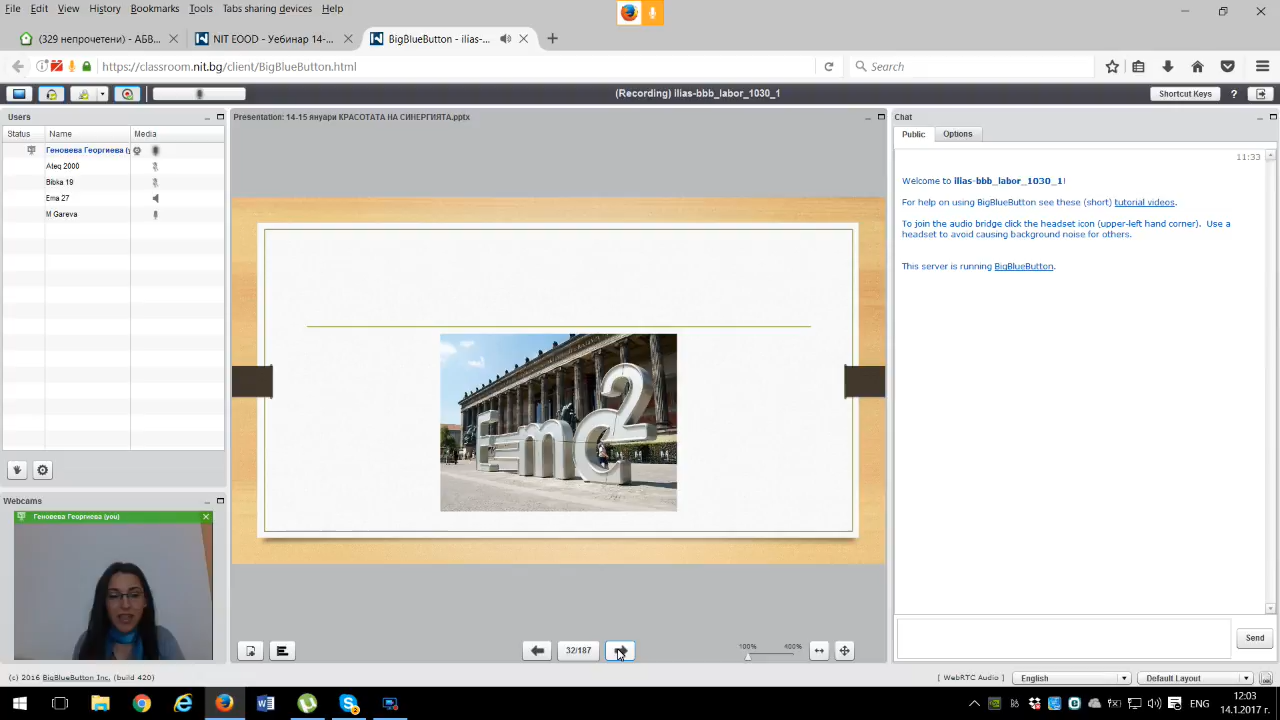 File Edit View History Bookmarks Tools Tabs sharing devices Help
(329 непрочетени) - АБВ...
NIT EOOD - Уебинар 14-...
BigBlueButton - ilias-...
https://classroom.nit.bg/client/BigBlueButton.html
Search
(Recording) ilias-bbb_labor_1030_1
Shortcut Keys
?
Users
Status Name Media
Геновева Георгиева (y
Ateq 2000
Bibka 19
Ema 27
M Gareva
Webcams
Геновева Георгиева (you)
Presentation: 14-15 януари КРАСОТАТА НА СИНЕРГИЯТА.pptx
E=mc2
32/187
100% 400%
Chat
Public Options
11:33
Welcome to ilias-bbb_labor_1030_1!
For help on using BigBlueButton see these (short) tutorial videos.
To join the audio bridge click the headset icon (upper-left hand corner). Use a
headset to avoid causing background noise for others.
This server is running BigBlueButton.
Send
(c) 2016 BigBlueButton Inc. (build 420)
[ WebRTC Audio ] English Default Layout
12:03
14.1.2017 г.